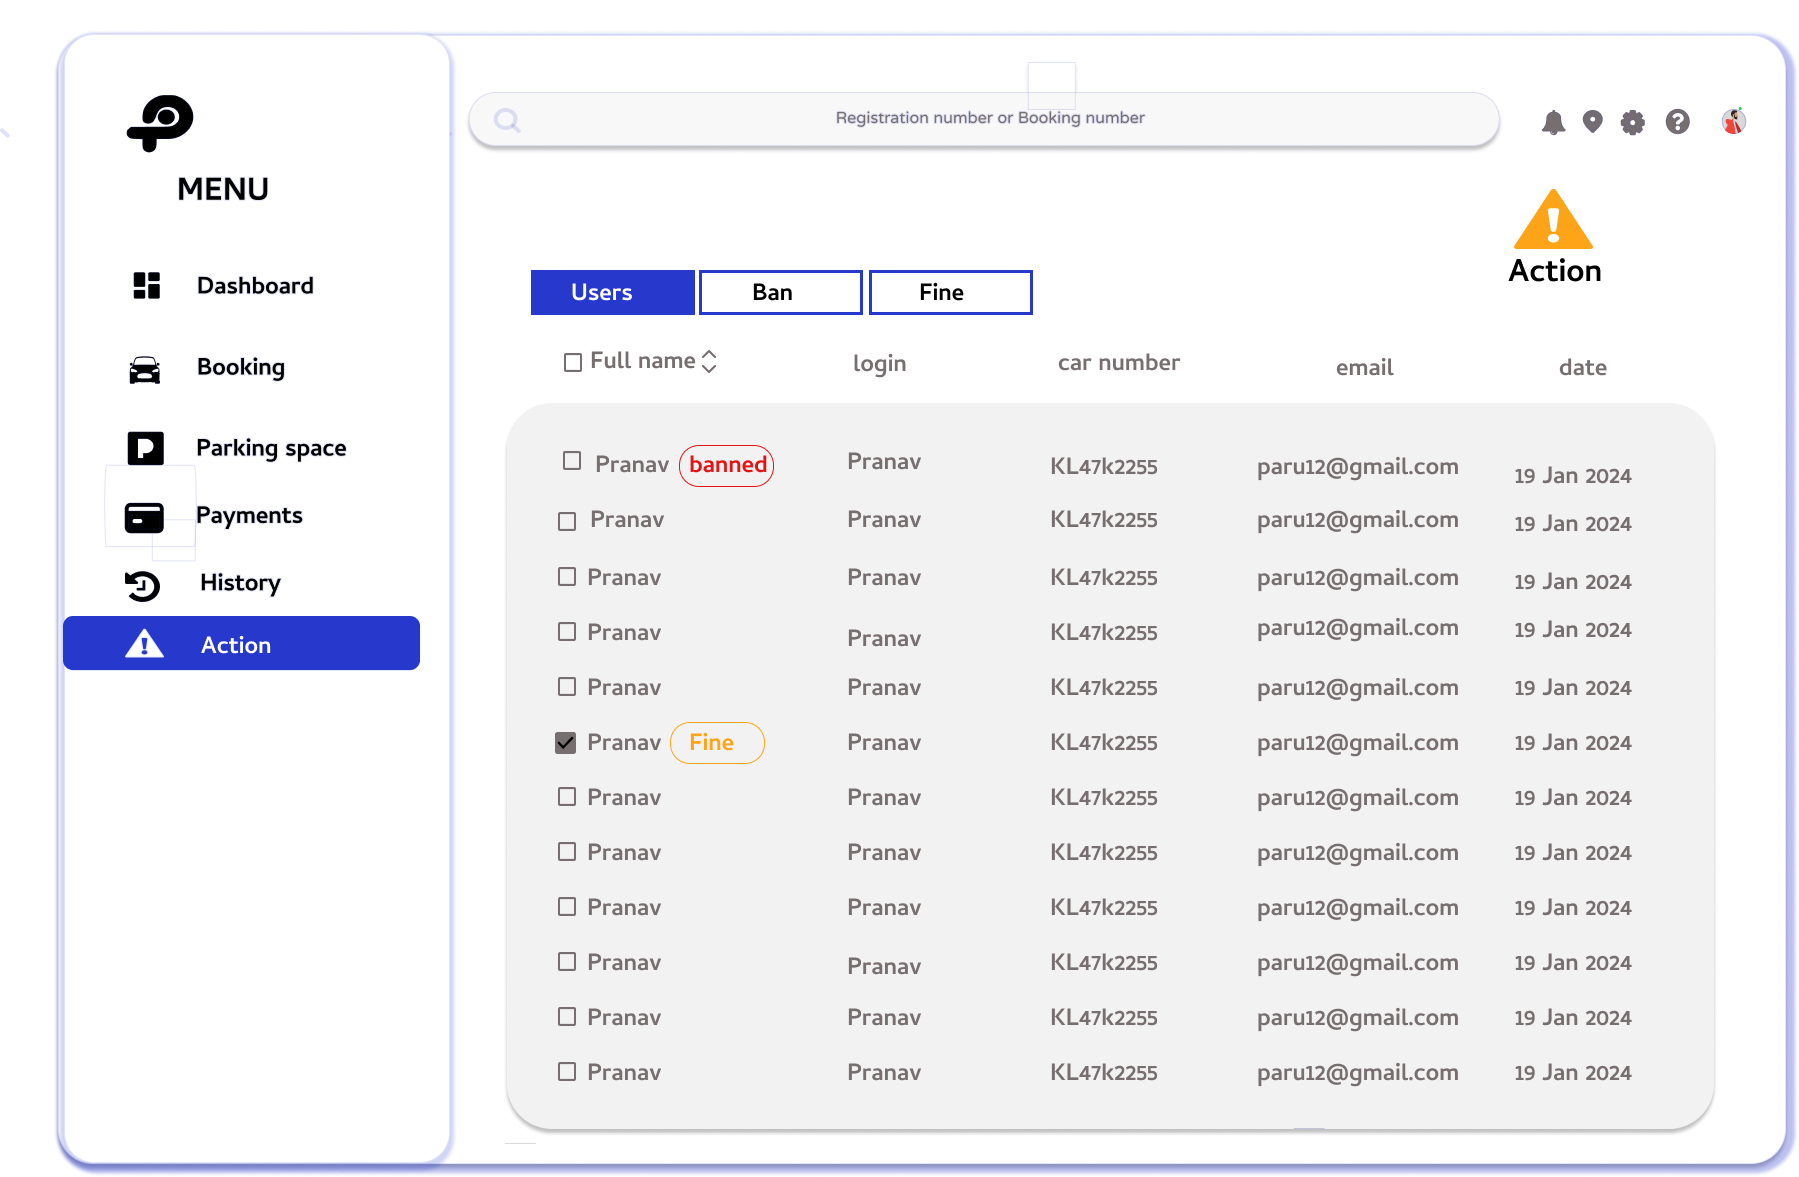 MENU
Dashboard
Booking
P Parking space
Payments
History
Action
Registration number or Booking number
Action
Users Ban Fine
Full name login car number email date
Pranav banned Pranav KL47k2255 paru12@gmail.com 19 Jan 2024
Pranav Pranav KL47k2255 paru12@gmail.com 19 Jan 2024
Pranav Pranav KL47k2255 paru12@gmail.com 19 Jan 2024
Pranav Pranav KL47k2255 paru12@gmail.com 19 Jan 2024
Pranav Pranav KL47k2255 paru12@gmail.com 19 Jan 2024
Pranav Fine Pranav KL47k2255 paru12@gmail.com 19 Jan 2024
Pranav Pranav KL47k2255 paru12@gmail.com 19 Jan 2024
Pranav Pranav KL47k2255 paru12@gmail.com 19 Jan 2024
Pranav Pranav KL47k2255 paru12@gmail.com 19 Jan 2024
Pranav Pranav KL47k2255 paru12@gmail.com 19 Jan 2024
Pranav Pranav KL47k2255 paru12@gmail.com 19 Jan 2024
Pranav Pranav KL47k2255 paru12@gmail.com 19 Jan 2024